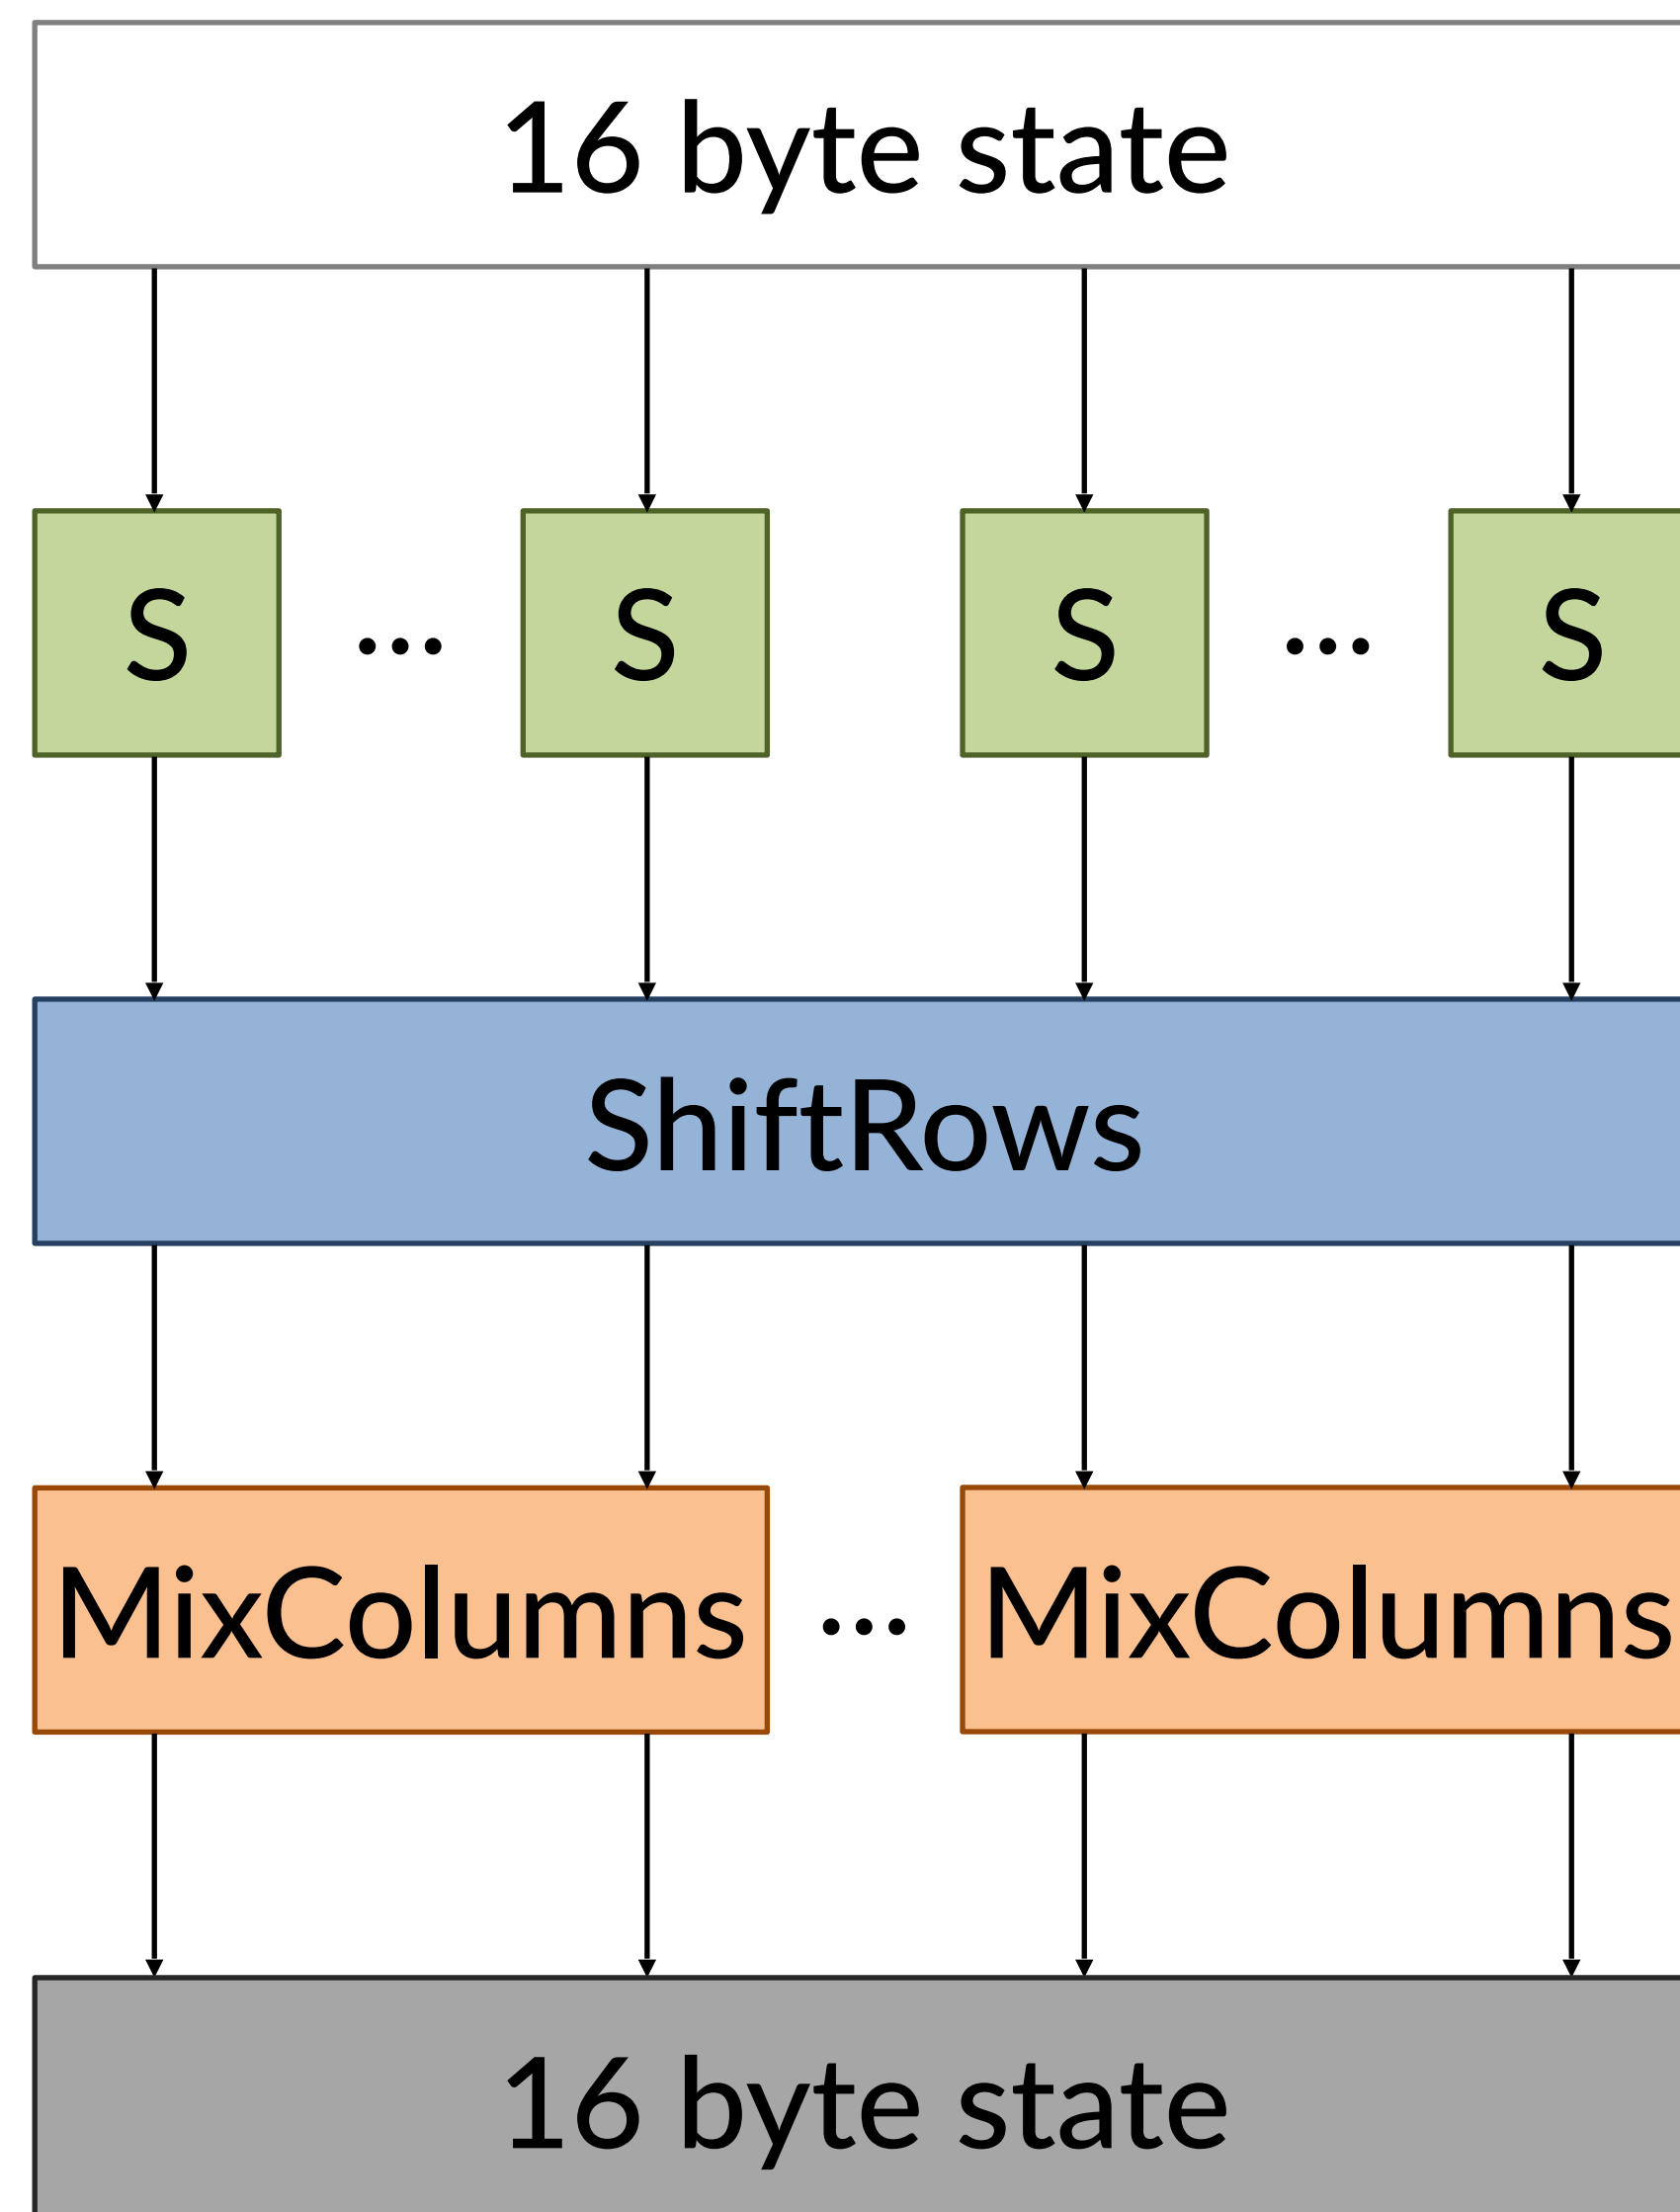 16 byte state
S ... S S ... S
ShiftRows
MixColumns ... MixColumns
16 byte state